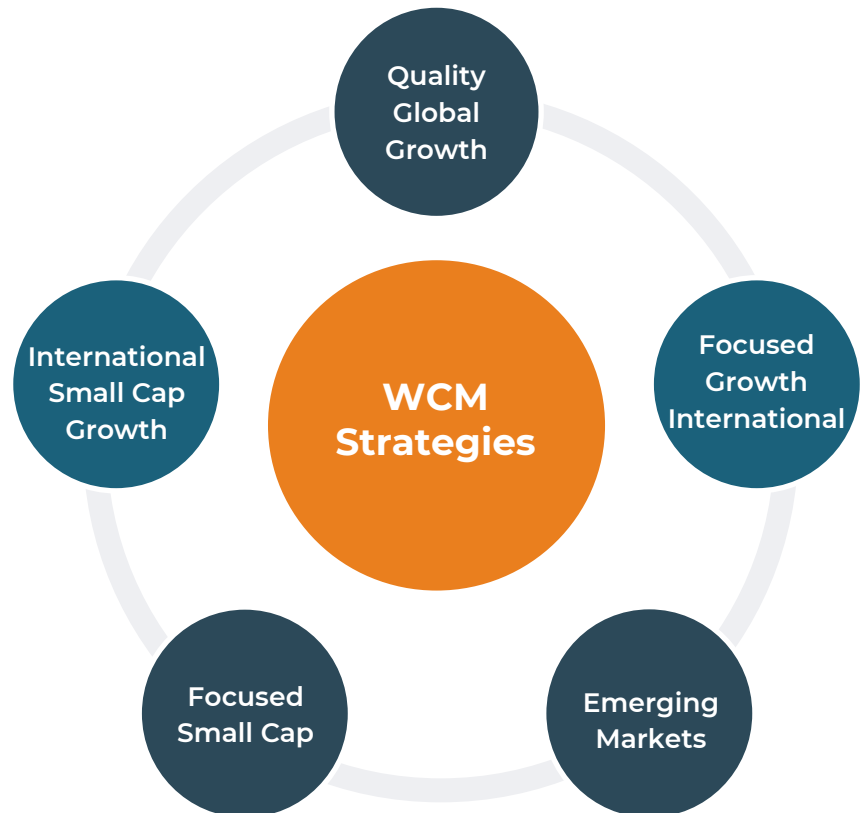 Quality
Global
Growth
International
Small Cap
Growth
WCM
Strategies
Focused
Growth
International
Focused
Small Cap
Emerging
Markets